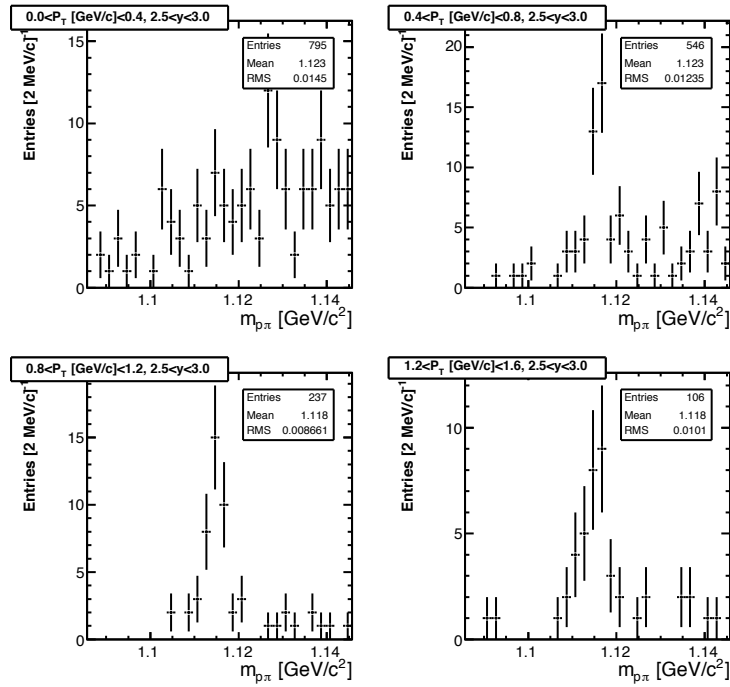 0.0<P_T [GeV/c]<0.4, 2.5<y<3.0
Entries 795
Mean 1.123
RMS 0.0145
Entries [2 MeV/c]^-1
15
10
5
0
1.1 1.12 1.14
m_pπ [GeV/c²]
0.4<P_T [GeV/c]<0.8, 2.5<y<3.0
Entries 546
Mean 1.123
RMS 0.01235
Entries [2 MeV/c]^-1
20
15
10
5
0
1.1 1.12 1.14
m_pπ [GeV/c²]
0.8<P_T [GeV/c]<1.2, 2.5<y<3.0
Entries 237
Mean 1.118
RMS 0.008661
Entries [2 MeV/c]^-1
15
10
5
0
1.1 1.12 1.14
m_pπ [GeV/c²]
1.2<P_T [GeV/c]<1.6, 2.5<y<3.0
Entries 106
Mean 1.118
RMS 0.0101
Entries [2 MeV/c]^-1
10
5
0
1.1 1.12 1.14
m_pπ [GeV/c²]